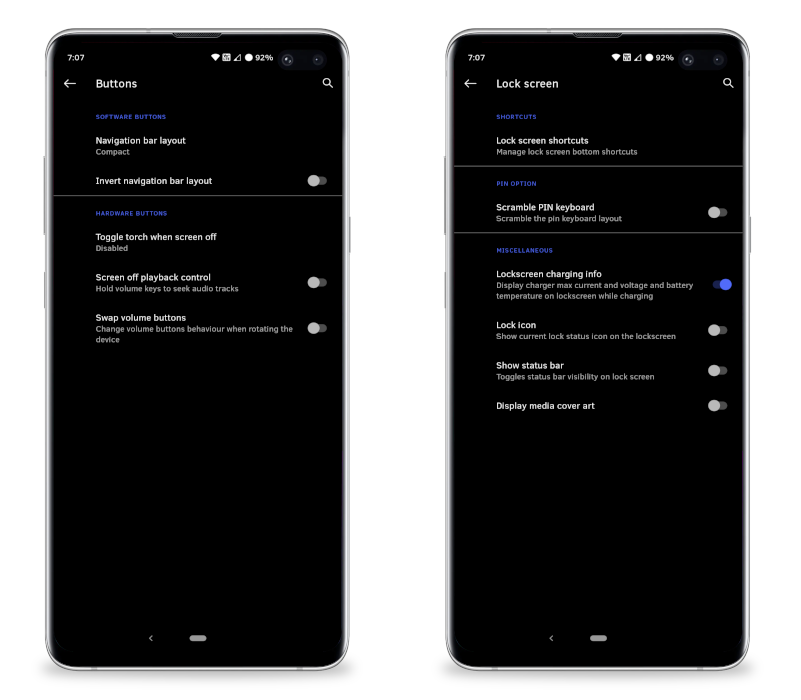 7:07
92%
Buttons
SOFTWARE BUTTONS
Navigation bar layout
Compact
Invert navigation bar layout
HARDWARE BUTTONS
Toggle torch when screen off
Disabled
Screen off playback control
Hold volume keys to seek audio tracks
Swap volume buttons
Change volume buttons behaviour when rotating the
device
7:07
92%
Lock screen
SHORTCUTS
Lock screen shortcuts
Manage lock screen bottom shortcuts
PIN OPTION
Scramble PIN keyboard
Scramble the pin keyboard layout
MISCELLANEOUS
Lockscreen charging info
Display charger max current and voltage and battery
temperature on lockscreen while charging
Lock icon
Show current lock status icon on the lockscreen
Show status bar
Toggles status bar visibility on lock screen
Display media cover art